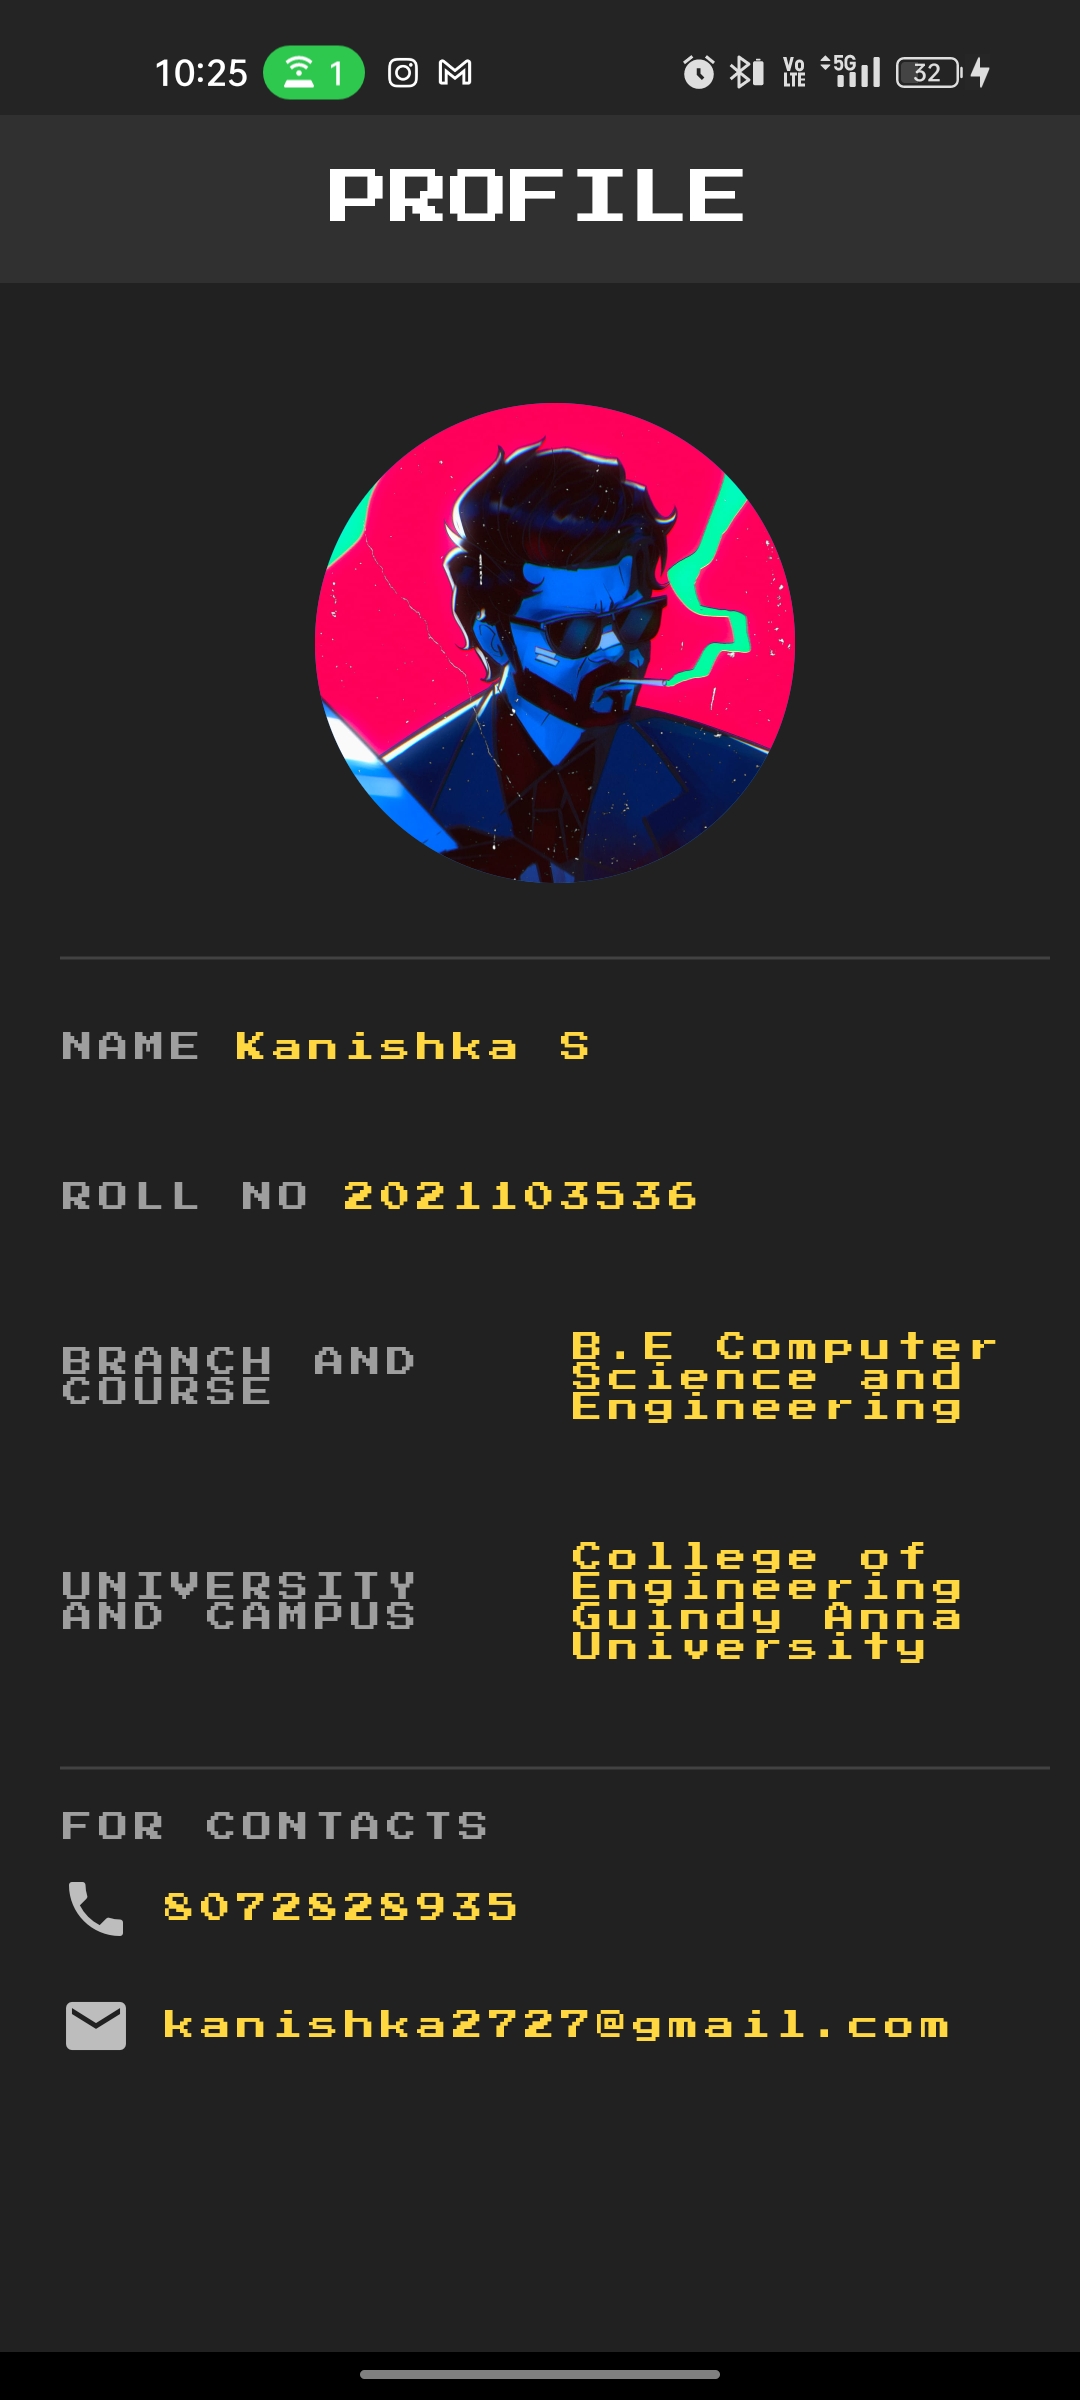 10:25 1 Vo LTE 5G 32
PROFILE
NAME Kanishka S
ROLL NO 2021103536
BRANCH AND
COURSE
B.E Computer
Science and
Engineering
UNIVERSITY
AND CAMPUS
College of
Engineering
Guindy Anna
University
FOR CONTACTS
8072828935
kanishka2727@gmail.com